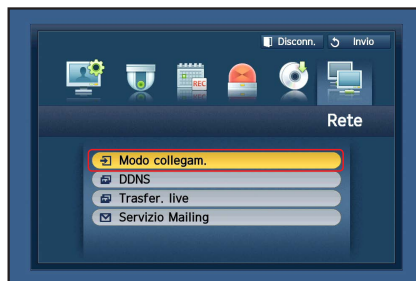 Disconn. Invio
REC
Rete
Modo collegam.
DDNS
Trasfer. live
Servizio Mailing